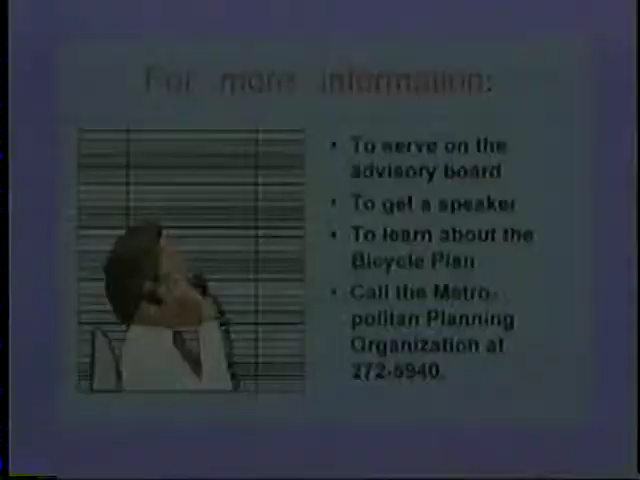 For more information:
• To serve on the
advisory board
• To get a speaker
• To learn about the
Bicycle Plan
• Call the Metro-
politan Planning
Organization at
272-5940.